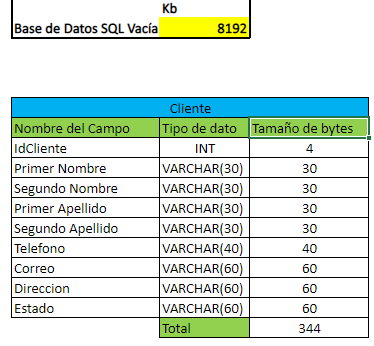 Kb
Base de Datos SQL Vacía 8192
Cliente
Nombre del Campo Tipo de dato Tamaño de bytes
IdCliente INT 4
Primer Nombre VARCHAR(30) 30
Segundo Nombre VARCHAR(30) 30
Primer Apellido VARCHAR(30) 30
Segundo Apellido VARCHAR(30) 30
Telefono VARCHAR(40) 40
Correo VARCHAR(60) 60
Direccion VARCHAR(60) 60
Estado VARCHAR(60) 60
Total 344